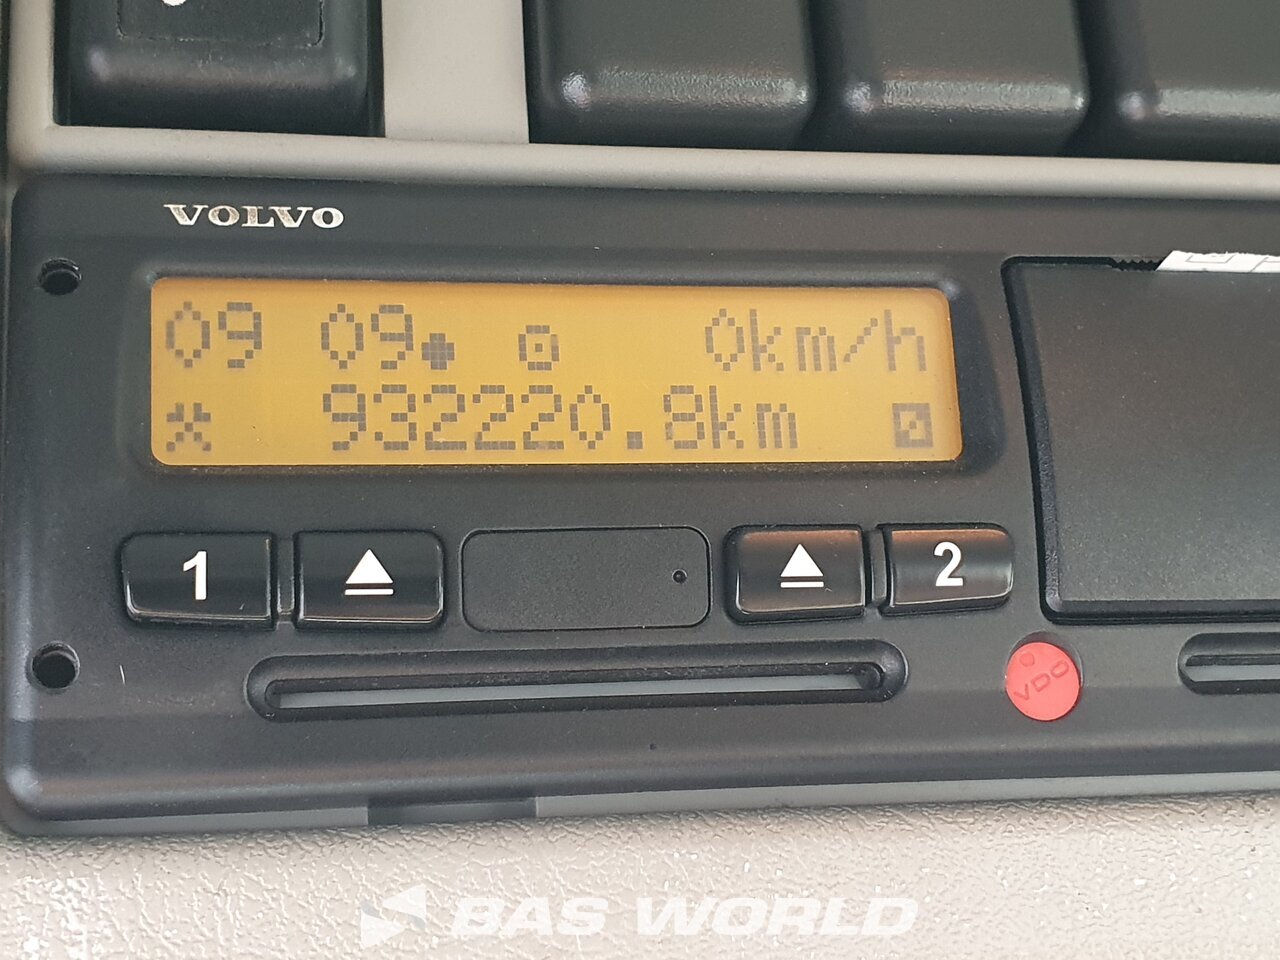 VOLVO
09 09 0km/h
932220.8km
1 2
VDO
BAS WORLD